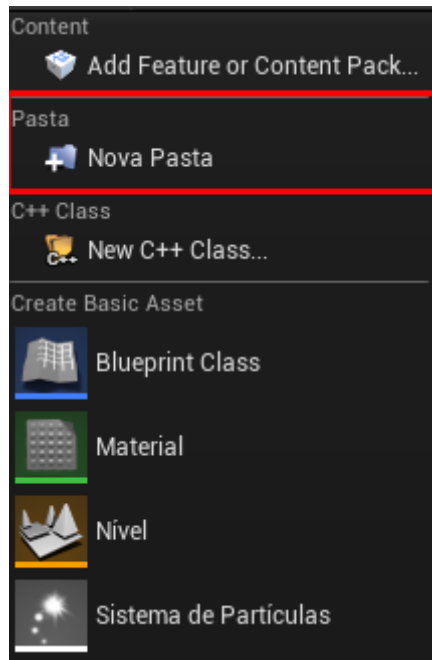 Content
Add Feature or Content Pack...
Pasta
Nova Pasta
C++ Class
C++
New C++ Class...
Create Basic Asset
Blueprint Class
Material
Nível
Sistema de Partículas